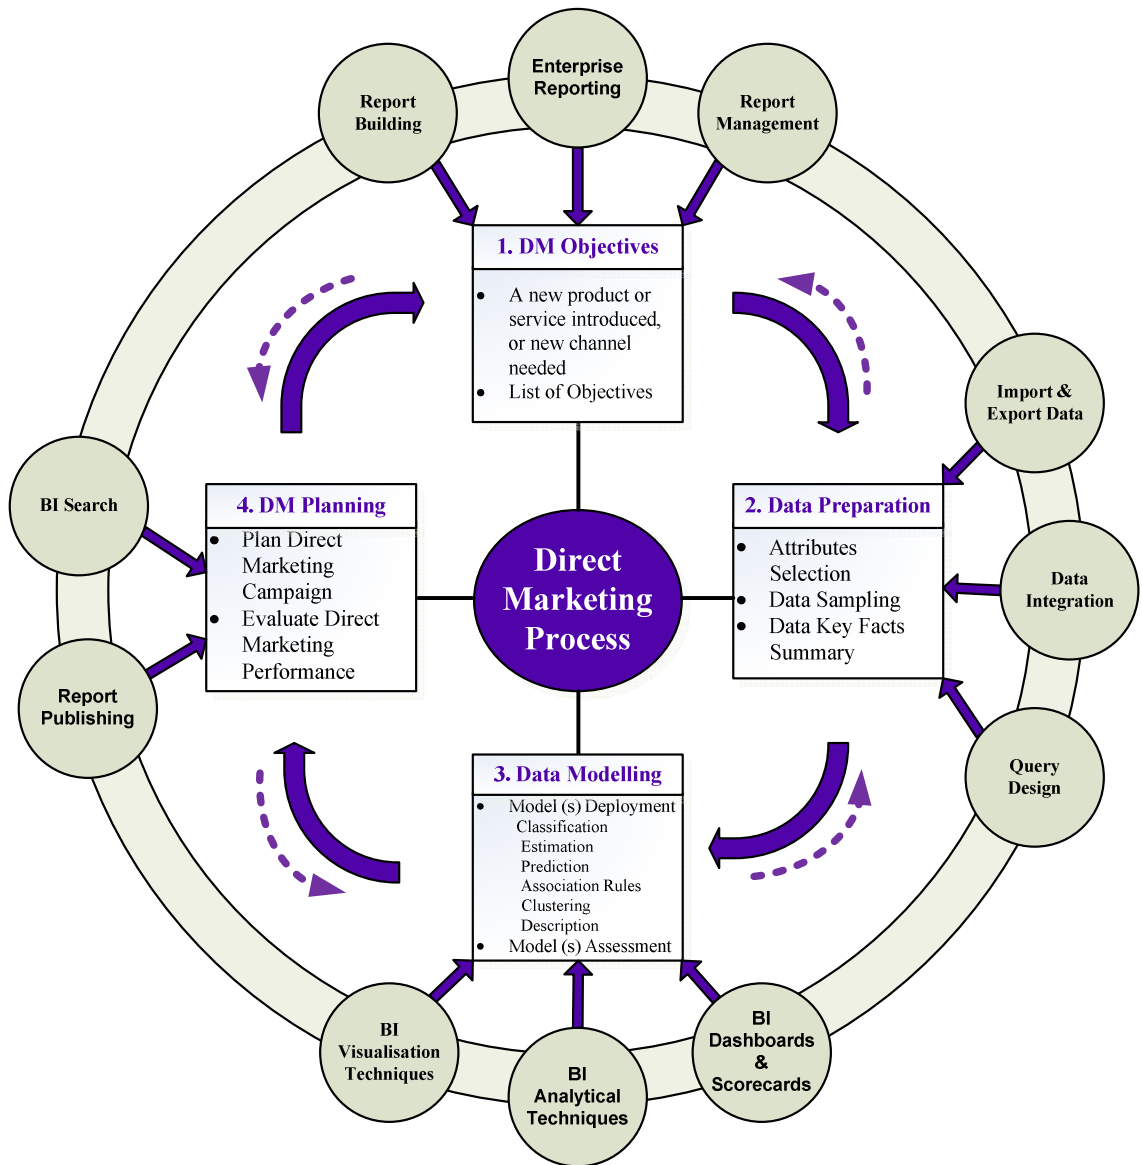 Enterprise
Reporting
Report
Building
Report
Management
1. DM Objectives
• A new product or
service introduced,
or new channel
needed
• List of Objectives
Import &
Export Data
BI Search
4. DM Planning
• Plan Direct
Marketing
Campaign
• Evaluate Direct
Marketing
Performance
Direct
Marketing
Process
2. Data Preparation
• Attributes
Selection
• Data Sampling
• Data Key Facts
Summary
Data
Integration
Report
Publishing
Query
Design
3. Data Modelling
• Model (s) Deployment
Classification
Estimation
Prediction
Association Rules
Clustering
Description
• Model (s) Assessment
BI
Visualisation
Techniques
BI
Analytical
Techniques
BI
Dashboards
&
Scorecards